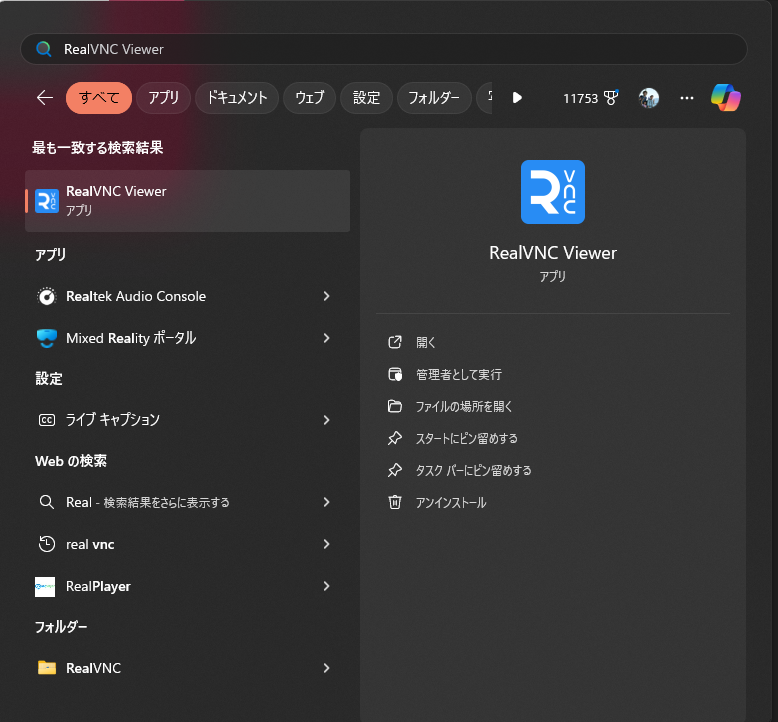 RealVNC Viewer
すべて
アプリ
ドキュメント
ウェブ
設定
フォルダー
11753
最も一致する検索結果
RealVNC Viewer
アプリ
アプリ
Realtek Audio Console
Mixed Reality ポータル
設定
ライブ キャプション
Web の検索
Real - 検索結果をさらに表示する
real vnc
RealPlayer
フォルダー
RealVNC
RealVNC Viewer
アプリ
開く
管理者として実行
ファイルの場所を開く
スタートにピン留めする
タスク バーにピン留めする
アンインストール